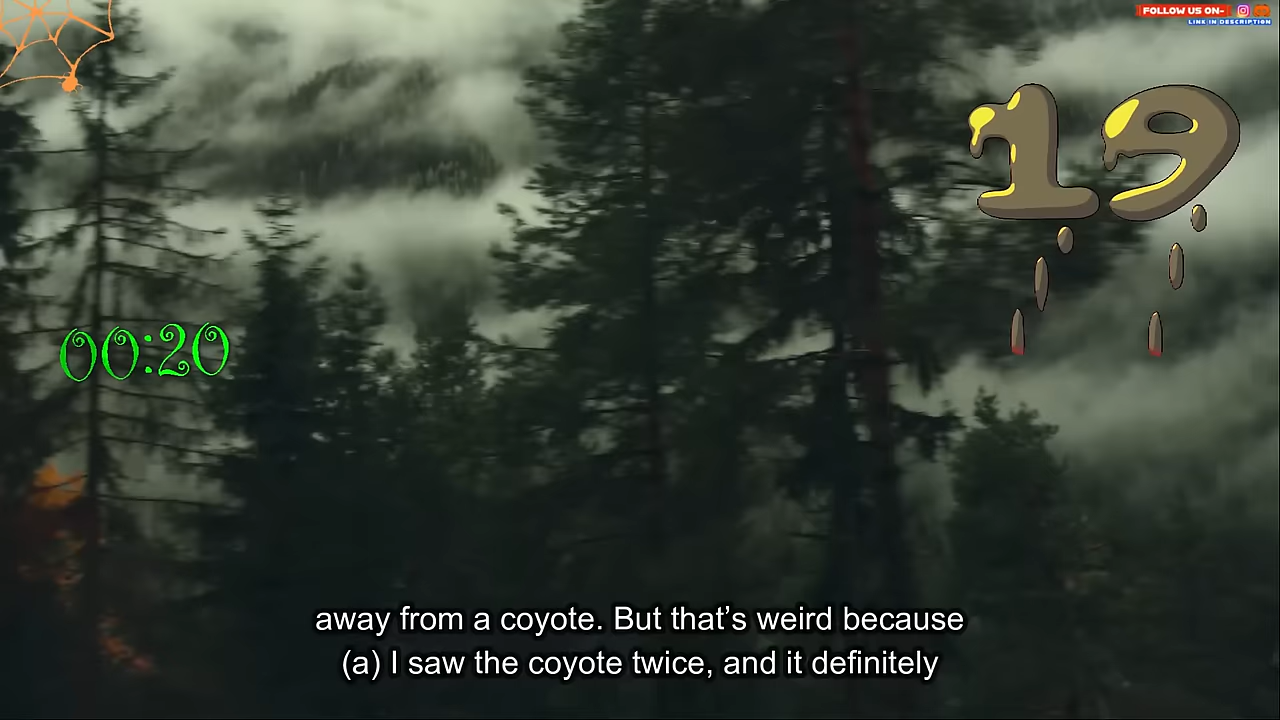 FOLLOW US ON-
LINK IN DESCRIPTION
19
00:20
away from a coyote. But that’s weird because
(a) I saw the coyote twice, and it definitely